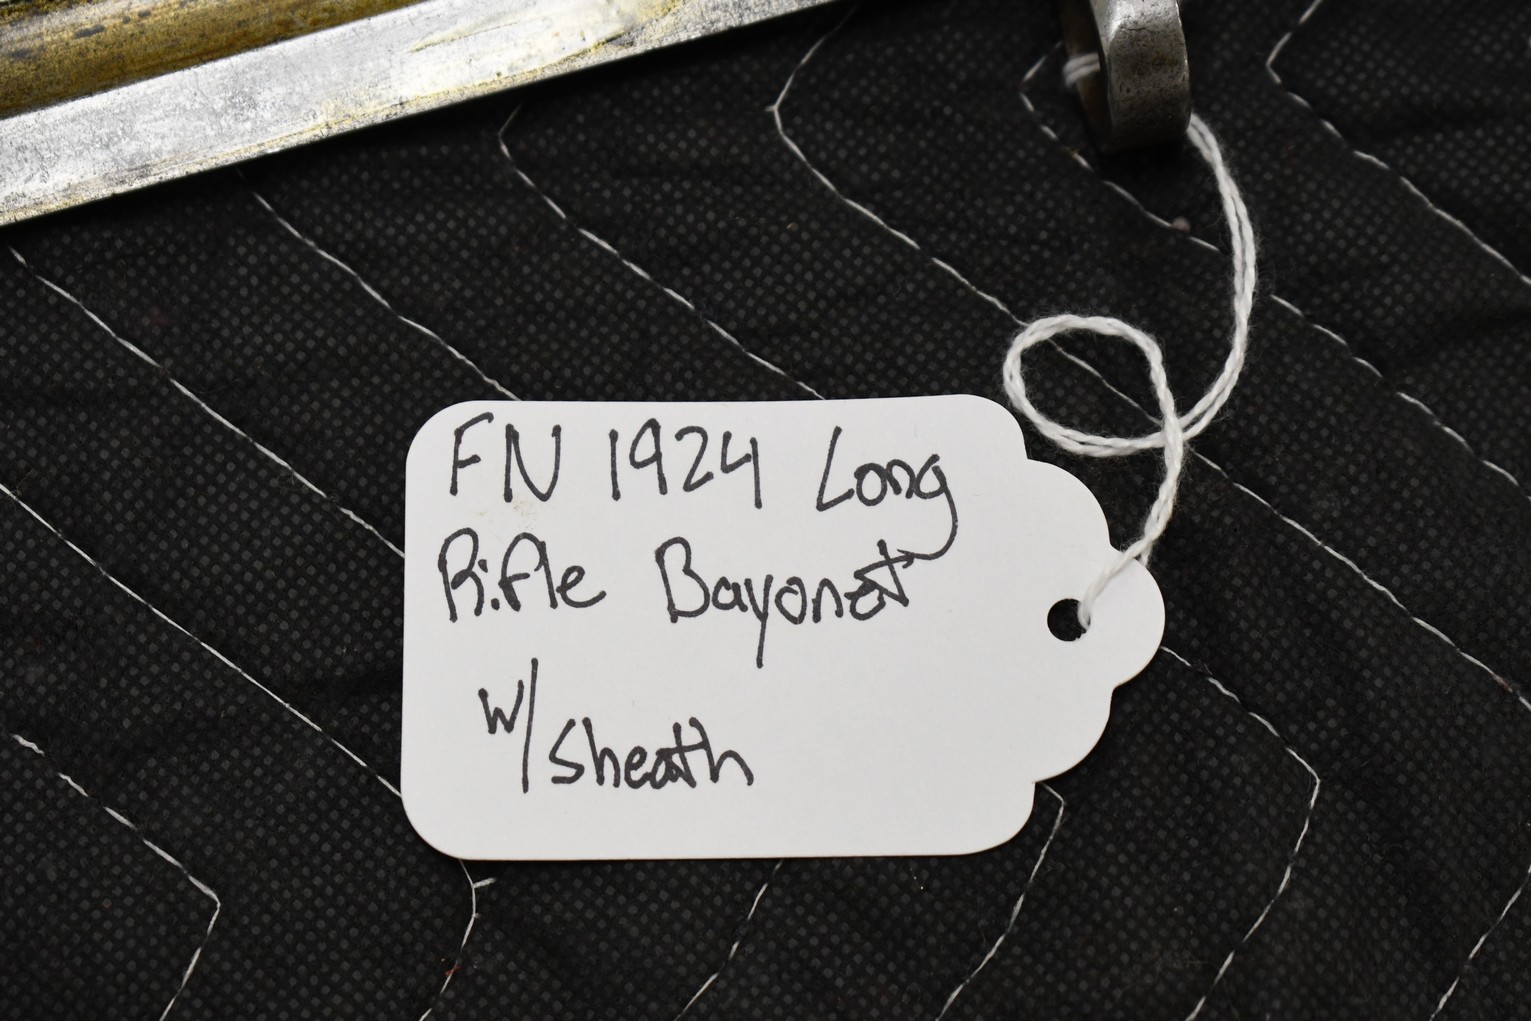 FN 1924 Long
Rifle Bayonet
w/sheath